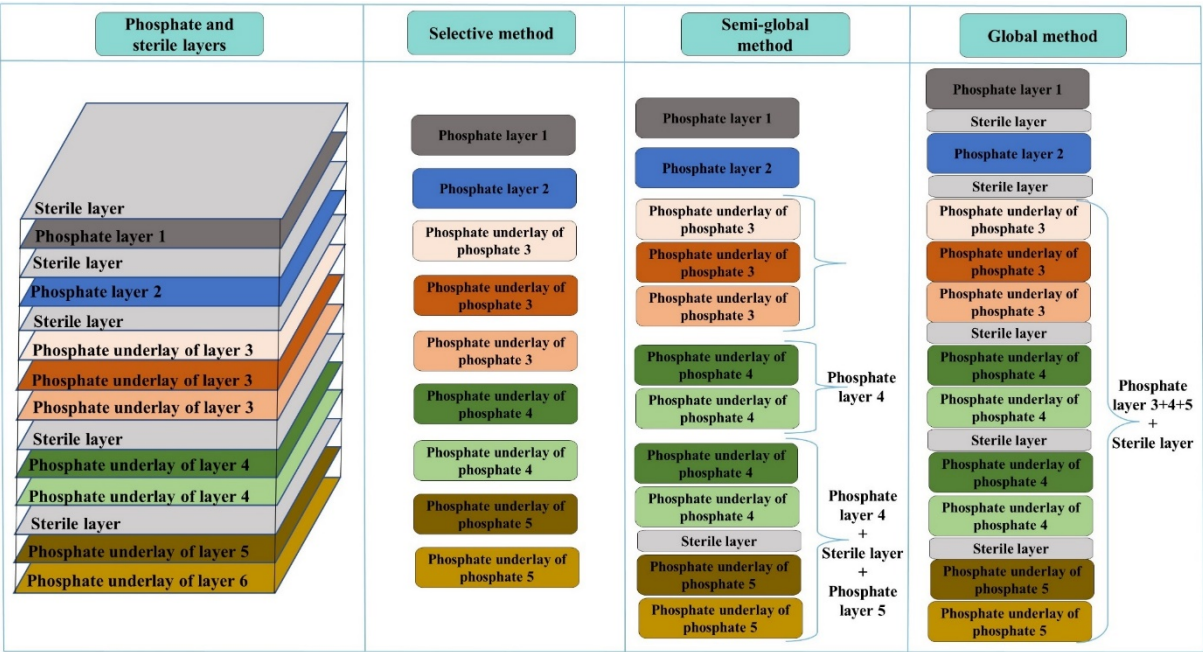 Phosphate and
sterile layers
Sterile layer
Phosphate layer 1
Sterile layer
Phosphate layer 2
Sterile layer
Phosphate underlay of layer 3
Phosphate underlay of layer 3
Phosphate underlay of layer 3
Sterile layer
Phosphate underlay of layer 4
Phosphate underlay of layer 4
Sterile layer
Phosphate underlay of layer 5
Phosphate underlay of layer 6
Selective method
Phosphate layer 1
Phosphate layer 2
Phosphate underlay of
phosphate 3
Phosphate underlay of
phosphate 3
Phosphate underlay of
phosphate 3
Phosphate underlay of
phosphate 4
Phosphate underlay of
phosphate 4
Phosphate underlay of
phosphate 5
Phosphate underlay of
phosphate 5
Semi-global
method
Phosphate layer 1
Phosphate layer 2
Phosphate underlay of
phosphate 3
Phosphate underlay of
phosphate 3
Phosphate underlay of
phosphate 3
Phosphate underlay of
phosphate 4
Phosphate underlay of
phosphate 4
Phosphate
layer 4
Phosphate underlay of
phosphate 4
Phosphate underlay of
phosphate 4
Sterile layer
Phosphate underlay of
phosphate 5
Phosphate underlay of
phosphate 5
Phosphate
layer 4
+
Sterile layer
+
Phosphate
layer 5
Global method
Phosphate layer 1
Sterile layer
Phosphate layer 2
Sterile layer
Phosphate underlay of
phosphate 3
Phosphate underlay of
phosphate 3
Phosphate underlay of
phosphate 3
Sterile layer
Phosphate underlay of
phosphate 4
Phosphate underlay of
phosphate 4
Sterile layer
Phosphate underlay of
phosphate 4
Phosphate underlay of
phosphate 4
Sterile layer
Phosphate underlay of
phosphate 5
Phosphate underlay of
phosphate 5
Phosphate
layer 3+4+5
+
Sterile layer